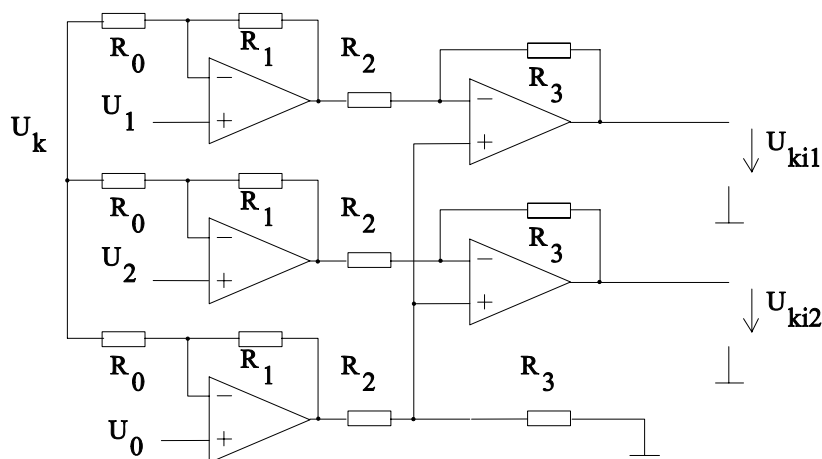 R0 R1 R2 R3
− +
U1
− +
Uk
Uki1
R0 R1 R2 R3
− +
U2
− +
Uki2
R0 R1 R2 R3
− +
U0